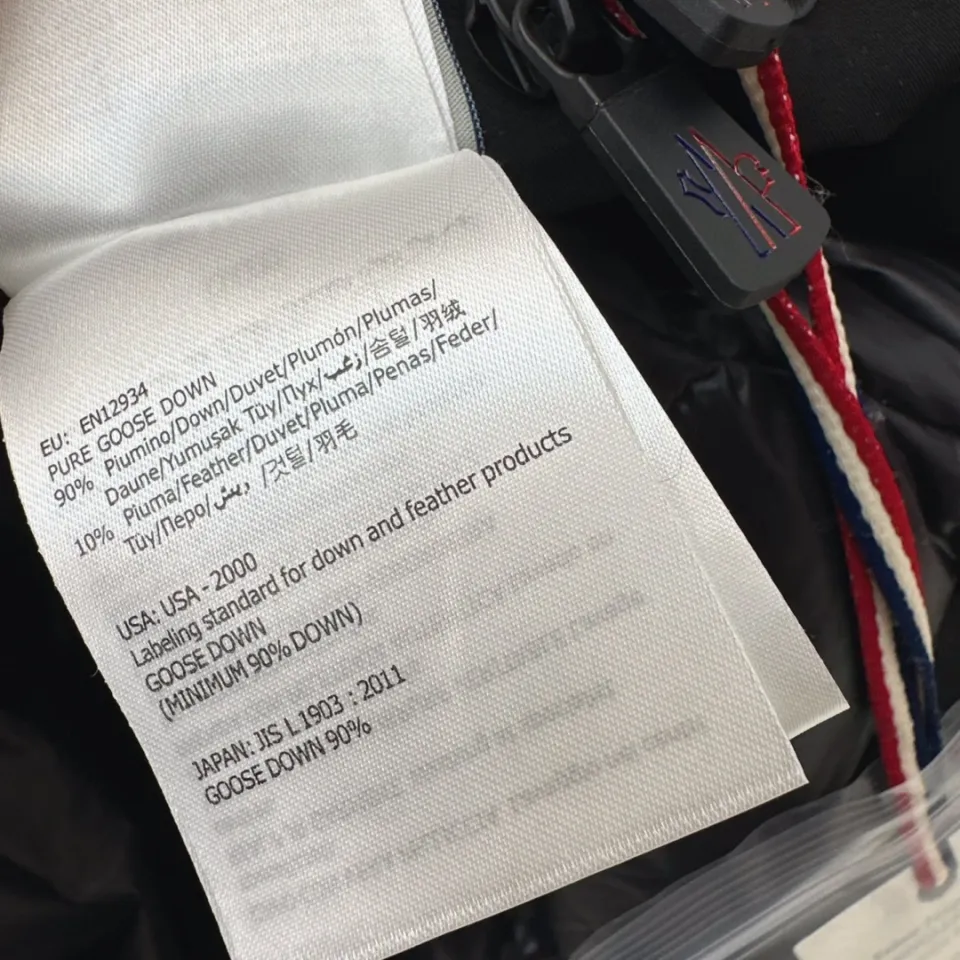 EU: EN12934
PURE GOOSE DOWN
90% Piumino/Down/Duvet/Plumón/Plumas/
Daune/Yumusak Tüy/Пух/زغب/솜털/羽绒
10% Piuma/Feather/Duvet/Pluma/Penas/Feder/
Tüy/Перо/ريش /깃털/羽毛
USA: USA - 2000
Labeling standard for down and feather products
GOOSE DOWN
(MINIMUM 90% DOWN)
JAPAN: JIS L 1903 : 2011
GOOSE DOWN 90%